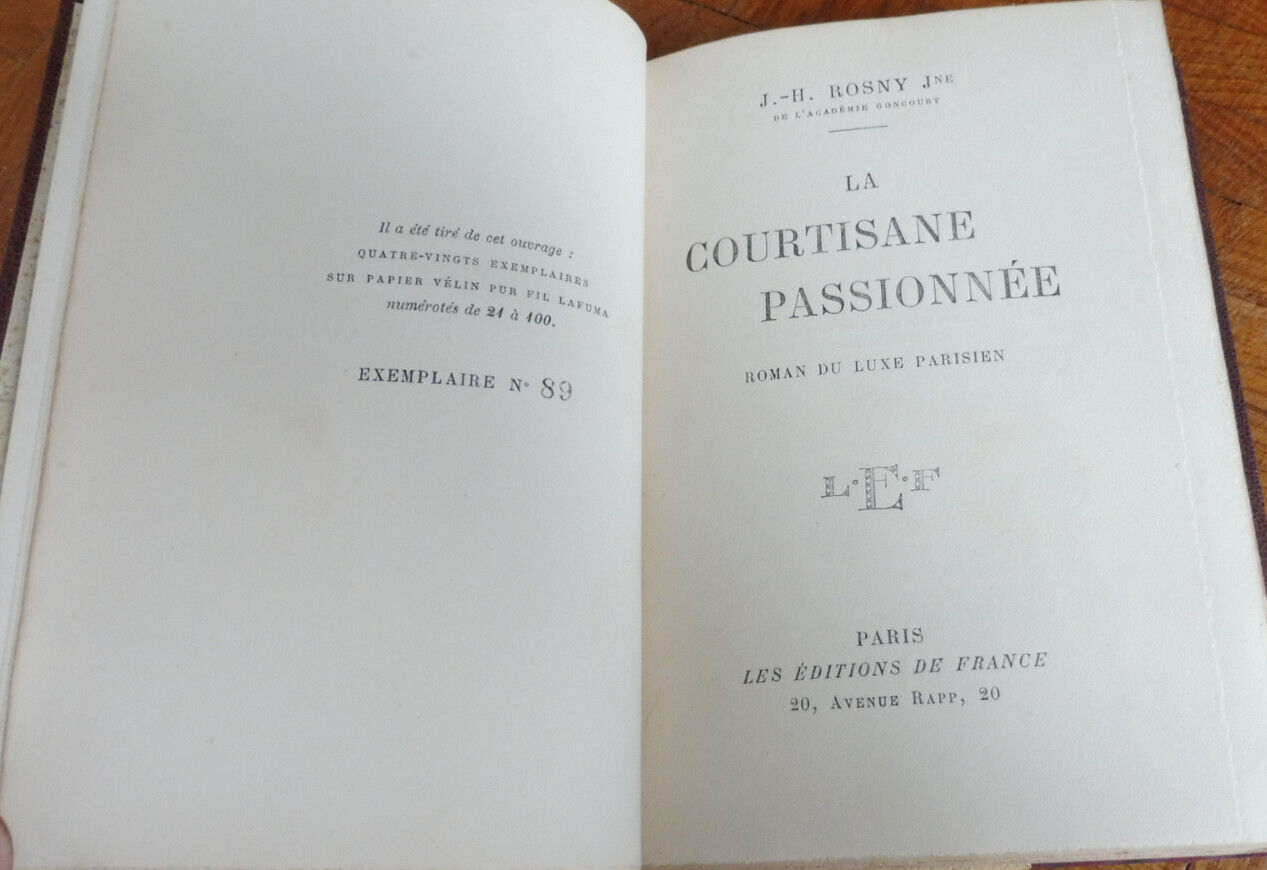 Il a été tiré de cet ouvrage :
QUATRE-VINGTS EXEMPLAIRES
SUR PAPIER VÉLIN PUR FIL LAFUMA
numérotés de 21 à 100.
EXEMPLAIRE N° 89
J.-H. ROSNY JNE
DE L'ACADÉMIE GONCOURT
LA
COURTISANE
PASSIONNÉE
ROMAN DU LUXE PARISIEN
L·E·F
PARIS
LES ÉDITIONS DE FRANCE
20, AVENUE RAPP, 20